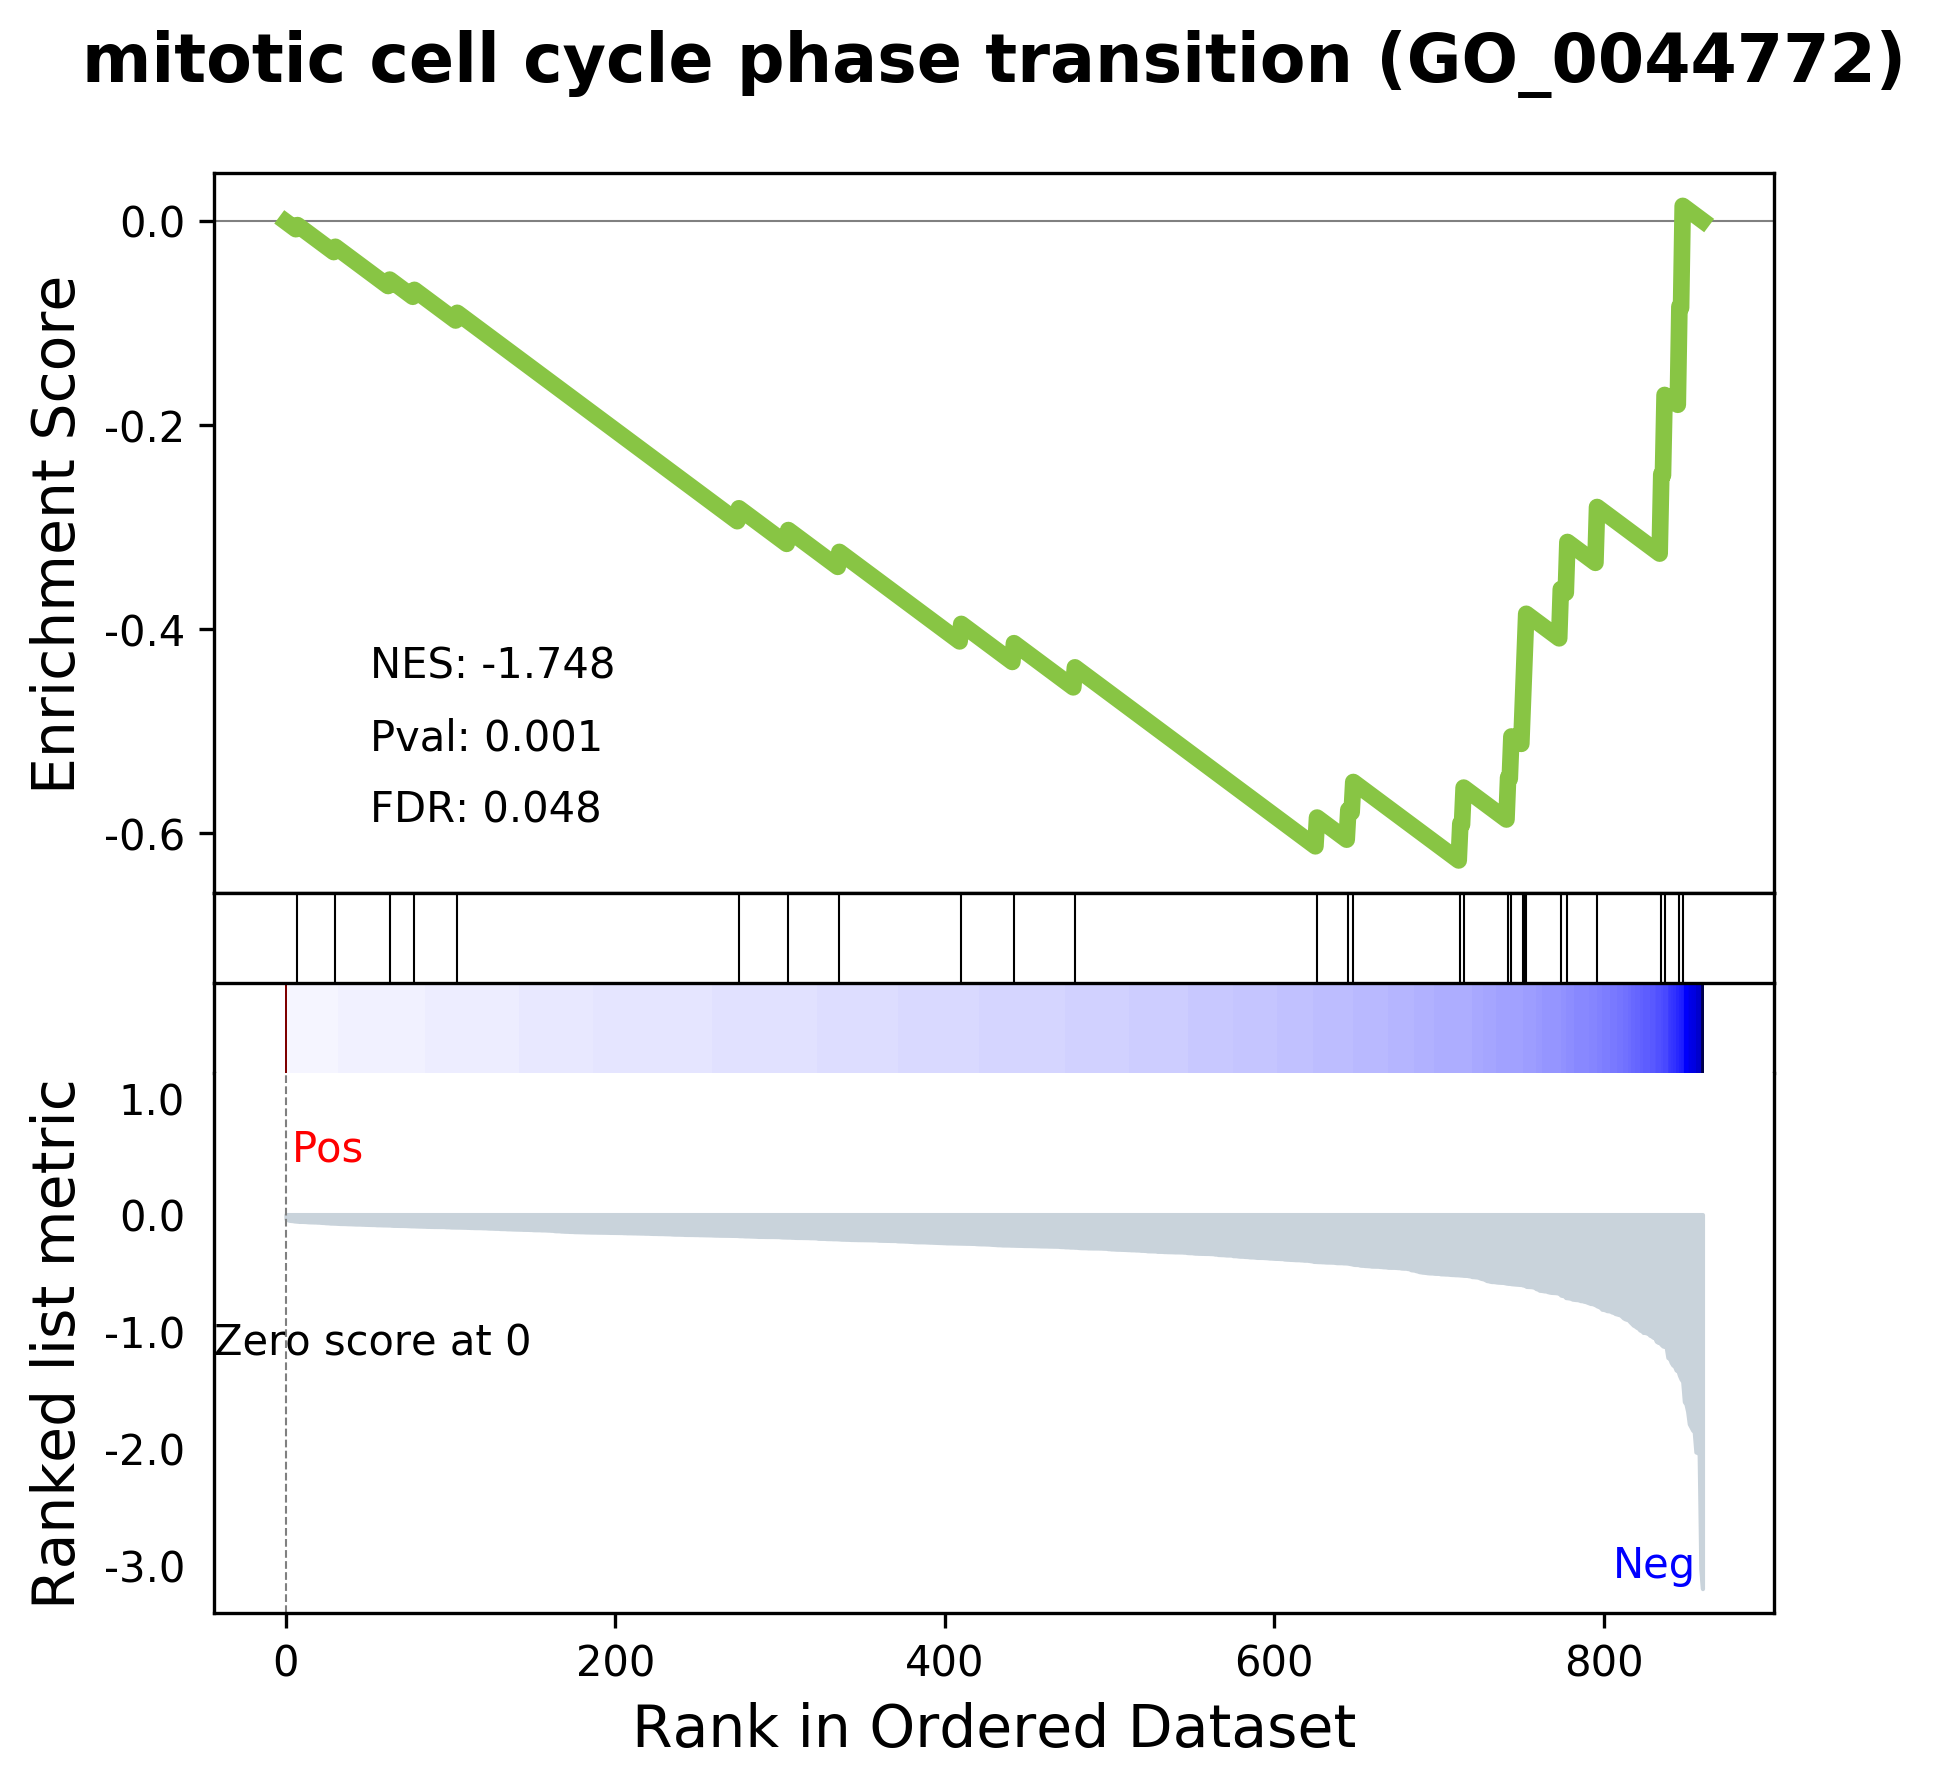 mitotic cell cycle phase transition (GO_0044772)
Enrichment Score
0.0
-0.2
-0.4
-0.6
NES: -1.748
Pval: 0.001
FDR: 0.048
Ranked list metric
1.0
0.0
-1.0
-2.0
-3.0
Pos
Zero score at 0
Neg
0 200 400 600 800
Rank in Ordered Dataset